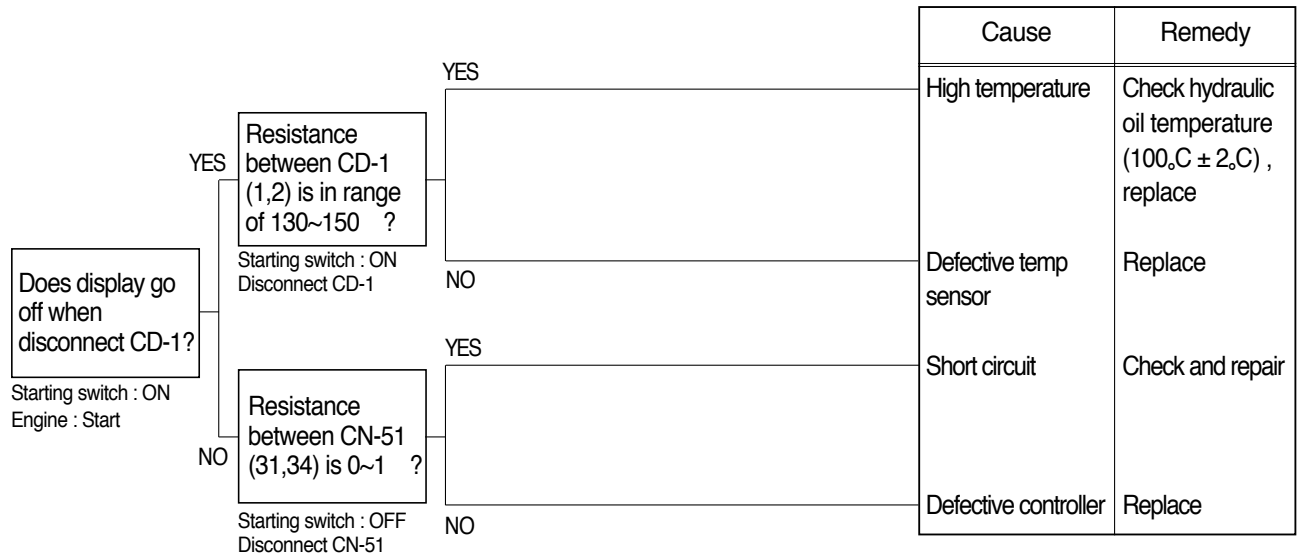 Cause
Remedy
YES
High temperature
Check hydraulic
oil temperature
(100˳C ± 2˳C) ,
replace
YES
Resistance
between CD-1
(1,2) is in range
of 130~150 ?
Starting switch : ON
Disconnect CD-1
NO
Defective temp
sensor
Replace
Does display go
off when
disconnect CD-1?
Starting switch : ON
Engine : Start
YES
Short circuit
Check and repair
NO
Resistance
between CN-51
(31,34) is 0~1 ?
Starting switch : OFF
Disconnect CN-51
NO
Defective controller
Replace